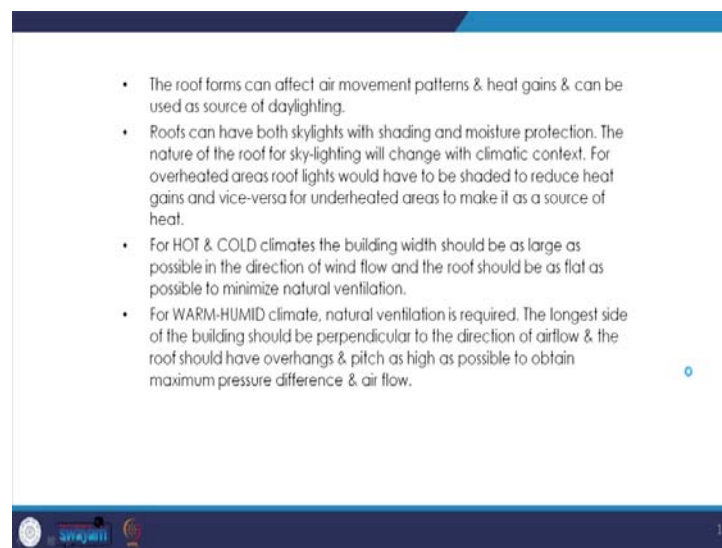 • The roof forms can affect air movement patterns & heat gains & can be
used as source of daylighting.
• Roofs can have both skylights with shading and moisture protection. The
nature of the roof for sky-lighting will change with climatic context. For
overheated areas roof lights would have to be shaded to reduce heat
gains and vice-versa for underheated areas to make it as a source of
heat.
• For HOT & COLD climates the building width should be as large as
possible in the direction of wind flow and the roof should be as flat as
possible to minimize natural ventilation.
• For WARM-HUMID climate, natural ventilation is required. The longest side
of the building should be perpendicular to the direction of airflow & the
roof should have overhangs & pitch as high as possible to obtain
maximum pressure difference & air flow.
swayam